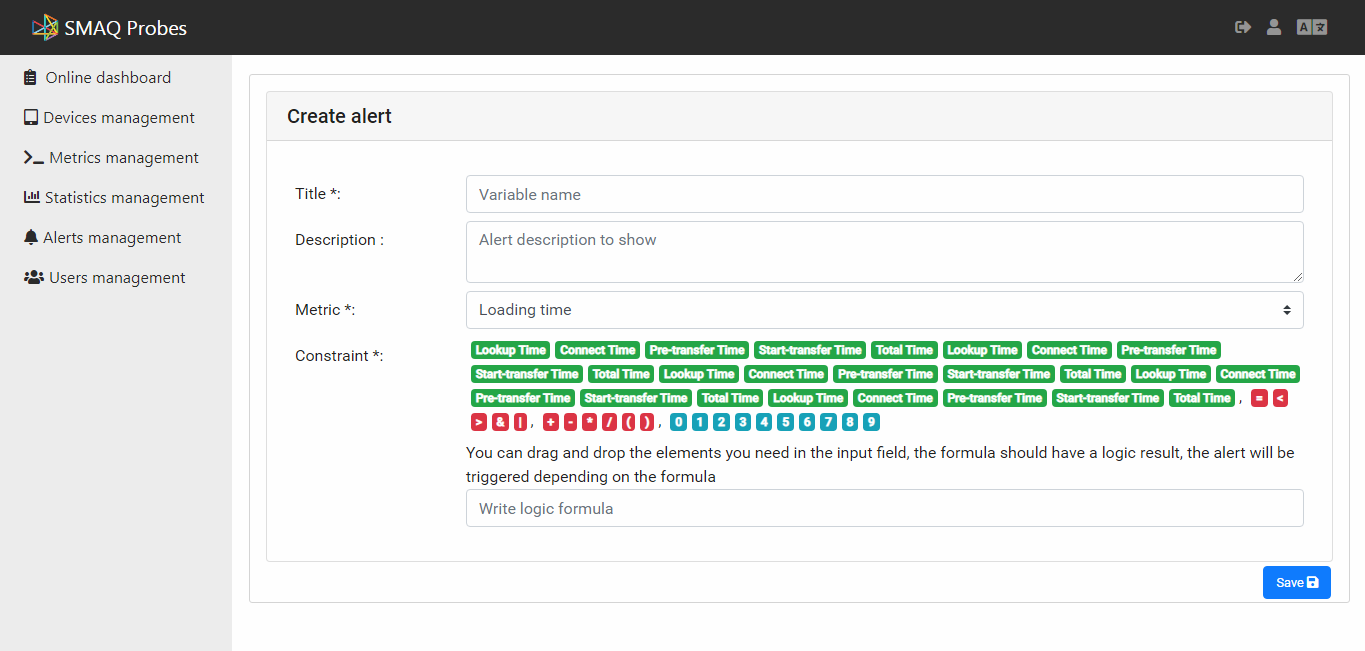 SMAQ Probes
A 文
Online dashboard
Devices management
Metrics management
Statistics management
Alerts management
Users management
Create alert
Title *:
Variable name
Description :
Alert description to show
Metric *:
Loading time
Constraint *:
Lookup Time Connect Time Pre-transfer Time Start-transfer Time Total Time Lookup Time Connect Time Pre-transfer Time
Start-transfer Time Total Time Lookup Time Connect Time Pre-transfer Time Start-transfer Time Total Time Lookup Time Connect Time
Pre-transfer Time Start-transfer Time Total Time Lookup Time Connect Time Pre-transfer Time Start-transfer Time Total Time , = <
> & | , + - * / ( ) , 0 1 2 3 4 5 6 7 8 9
You can drag and drop the elements you need in the input field, the formula should have a logic result, the alert will be
triggered depending on the formula
Write logic formula
Save